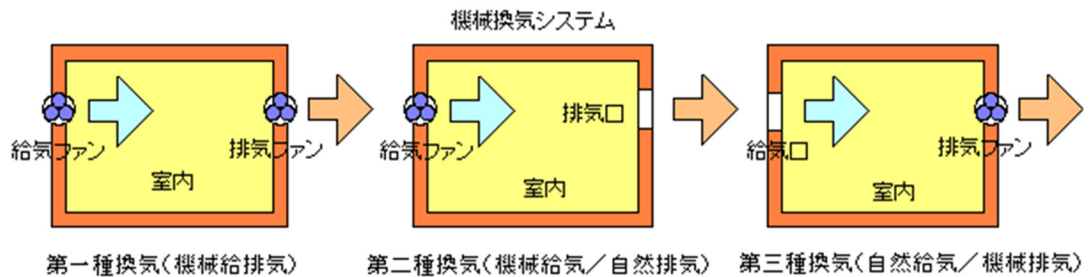 機械換気システム
給気ファン
排気ファン
室内
第一種換気(機械給排気)
給気ファン
排気口
室内
第二種換気(機械給気/自然排気)
給気口
排気ファン
室内
第三種換気(自然給気/機械排気)